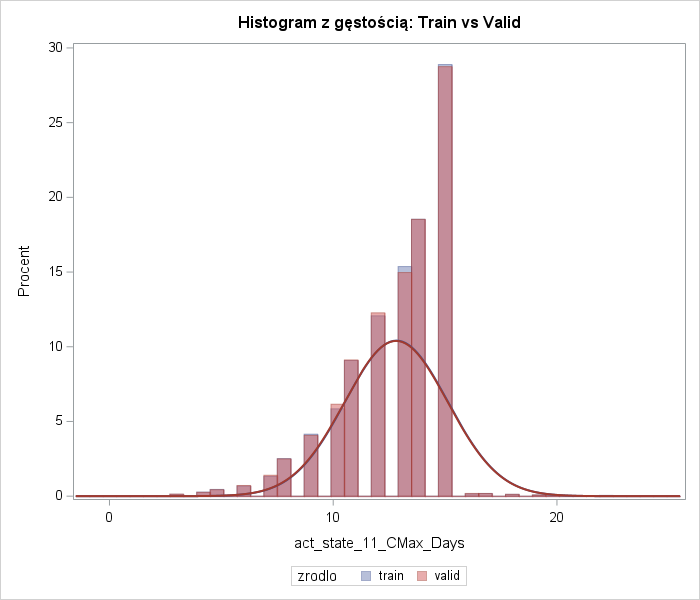 Histogram z gęstością: Train vs Valid
30
25
20
15
10
5
0
Procent
0 10 20
act_state_11_CMax_Days
zrodlo train valid